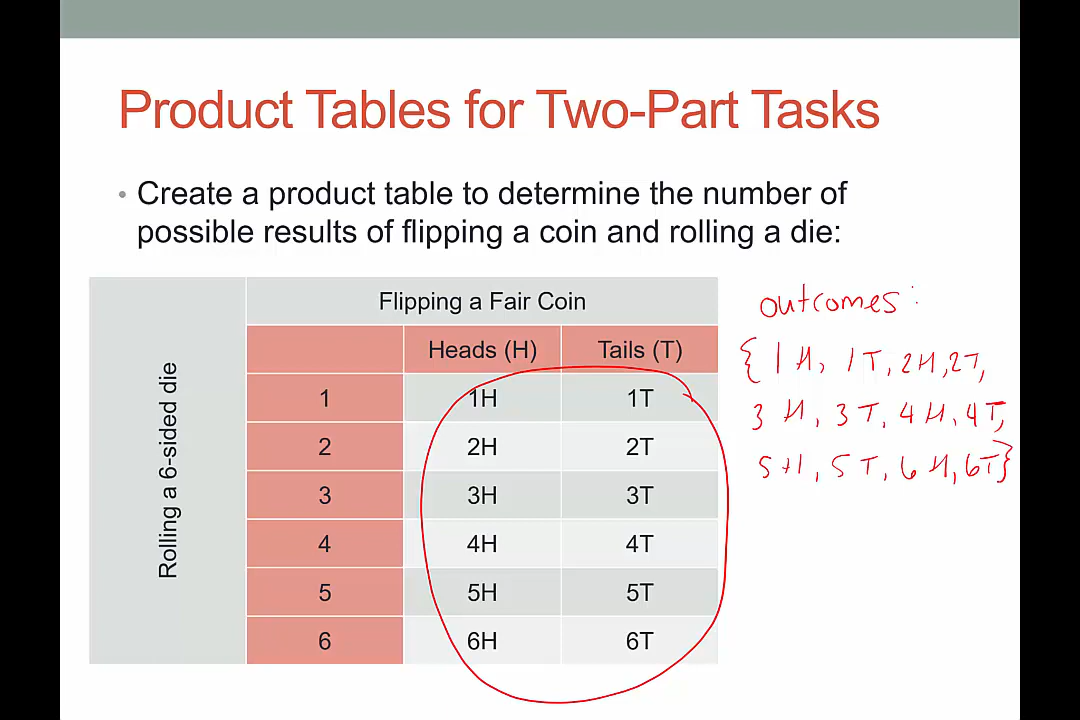 Product Tables for Two-Part Tasks
• Create a product table to determine the number of
possible results of flipping a coin and rolling a die:
Rolling a 6-sided die
Flipping a Fair Coin
Heads (H) Tails (T)
1 1H 1T
2 2H 2T
3 3H 3T
4 4H 4T
5 5H 5T
6 6H 6T
outcomes:
{1H, 1T, 2H, 2T,
3H, 3T, 4H, 4T,
5H, 5T, 6H, 6T}